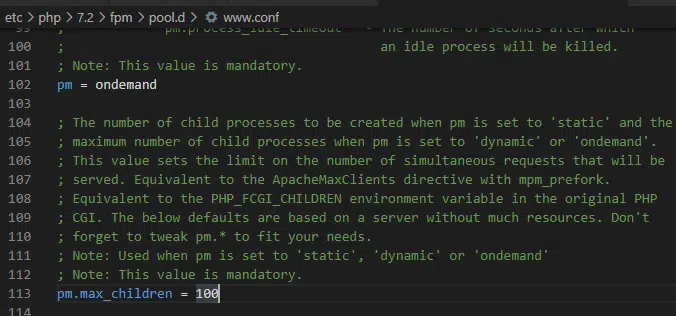 etc > php > 7.2 > fpm > pool.d > www.conf
99 ; pm.process_idle_timeout - The number of seconds after which
100 ; an idle process will be killed.
101 ; Note: This value is mandatory.
102 pm = ondemand
103
104 ; The number of child processes to be created when pm is set to 'static' and the
105 ; maximum number of child processes when pm is set to 'dynamic' or 'ondemand'.
106 ; This value sets the limit on the number of simultaneous requests that will be
107 ; served. Equivalent to the ApacheMaxClients directive with mpm_prefork.
108 ; Equivalent to the PHP_FCGI_CHILDREN environment variable in the original PHP
109 ; CGI. The below defaults are based on a server without much resources. Don't
110 ; forget to tweak pm.* to fit your needs.
111 ; Note: Used when pm is set to 'static', 'dynamic' or 'ondemand'
112 ; Note: This value is mandatory.
113 pm.max_children = 100
114